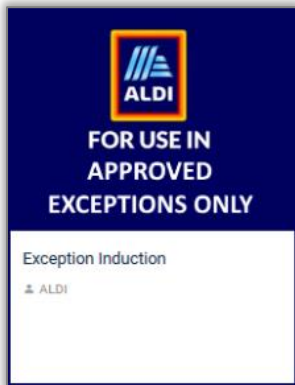 ALDI
FOR USE IN
APPROVED
EXCEPTIONS ONLY
Exception Induction
ALDI